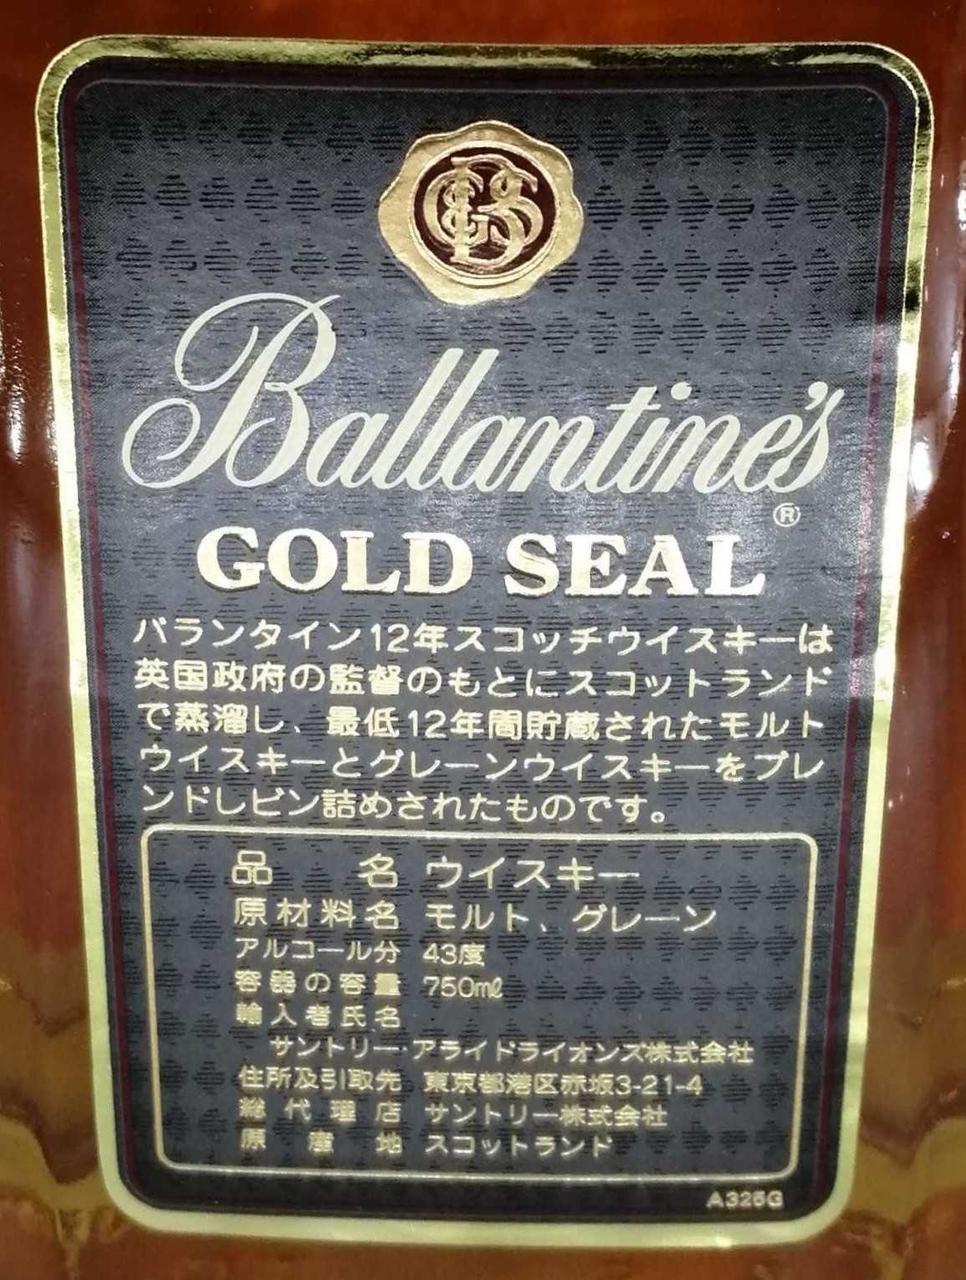 GBS
Ballantine's
®
GOLD SEAL
バランタイン12年スコッチウイスキーは
英国政府の監督のもとにスコットランド
で蒸溜し、最低12年間貯蔵されたモルト
ウイスキーとグレーンウイスキーをブレ
ンドしビン詰めされたものです。
品名 ウイスキー
原材料名 モルト、グレーン
アルコール分 43度
容器の容量 750ml
輸入者氏名
サントリー・アライドライオンズ株式会社
住所及引取先 東京都港区赤坂3-21-4
総代理店 サントリー株式会社
原産地 スコットランド
A325G